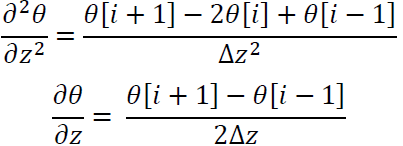 ∂²θ/∂z² = (θ[i + 1] − 2θ[i] + θ[i − 1])/Δz²
∂θ/∂z = (θ[i + 1] − θ[i − 1])/2Δz